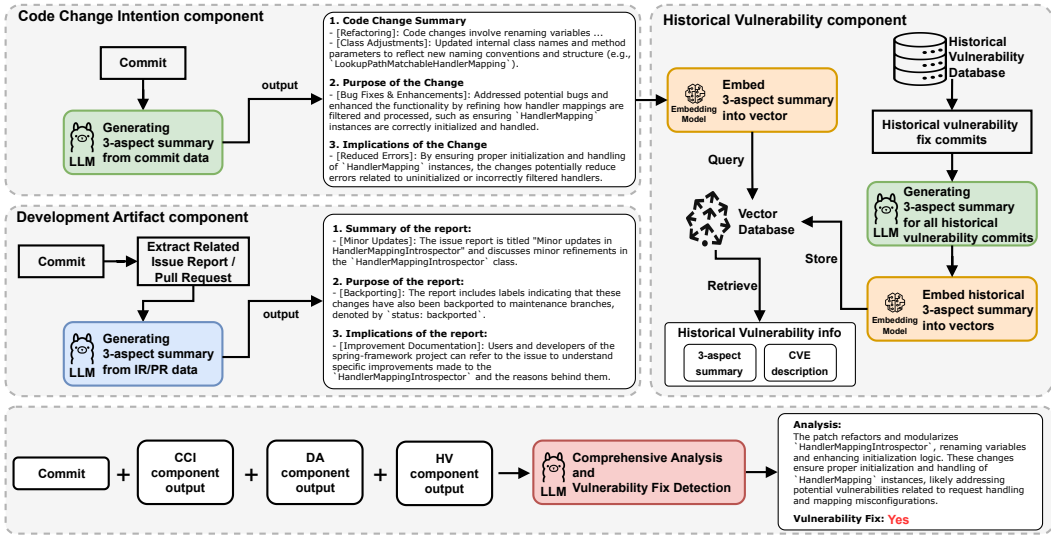 Code Change Intention component
Commit
LLM
Generating
3-aspect summary
from commit data
output
1. Code Change Summary
- [Refactoring]: Code changes involve renaming variables ...
- [Class Adjustments]: Updated internal class names and method
parameters to reflect new naming conventions and structure (e.g.,
`LookupPathMatchableHandlerMapping`).
2. Purpose of the Change
- [Bug Fixes & Enhancements]: Addressed potential bugs and
enhanced the functionality by refining how handler mappings are
filtered and processed, such as ensuring `HandlerMapping`
instances are correctly initialized and handled.
3. Implications of the Change
- [Reduced Errors]: By ensuring proper initialization and handling
of `HandlerMapping` instances, the changes potentially reduce
errors related to uninitialized or incorrectly filtered handlers.
Development Artifact component
Commit
Extract Related
Issue Report /
Pull Request
LLM
Generating
3-aspect summary
from IR/PR data
output
1. Summary of the report:
- [Minor Updates]: The issue report is titled "Minor updates in
HandlerMappingIntrospector" and discusses minor refinements in
the `HandlerMappingIntrospector` class.
2. Purpose of the report:
- [Backporting]: The report includes labels indicating that these
changes have also been backported to maintenance branches,
denoted by `status: backported`.
3. Implications of the report:
- [Improvement Documentation]: Users and developers of the
spring-framework project can refer to the issue to understand
specific improvements made to the
`HandlerMappingIntrospector` and the reasons behind them.
Historical Vulnerability component
Embedding
Model
Embed
3-aspect summary
into vector
Query
Vector
Database
Retrieve
Historical Vulnerability info
3-aspect
summary
CVE
description
Historical
Vulnerability
Database
Historical vulnerability
fix commits
LLM
Generating
3-aspect summary
for all historical
vulnerability commits
Store
Embedding
Model
Embed historical
3-aspect summary
into vectors
Commit
+
CCI
component
output
+
DA
component
output
+
HV
component
output
LLM
Comprehensive Analysis
and
Vulnerability Fix Detection
Analysis:
The patch refactors and modularizes
`HandlerMappingIntrospector`, renaming variables
and enhancing initialization logic. These changes
ensure proper initialization and handling of
`HandlerMapping` instances, likely addressing
potential vulnerabilities related to request handling
and mapping misconfigurations.
Vulnerability Fix: Yes